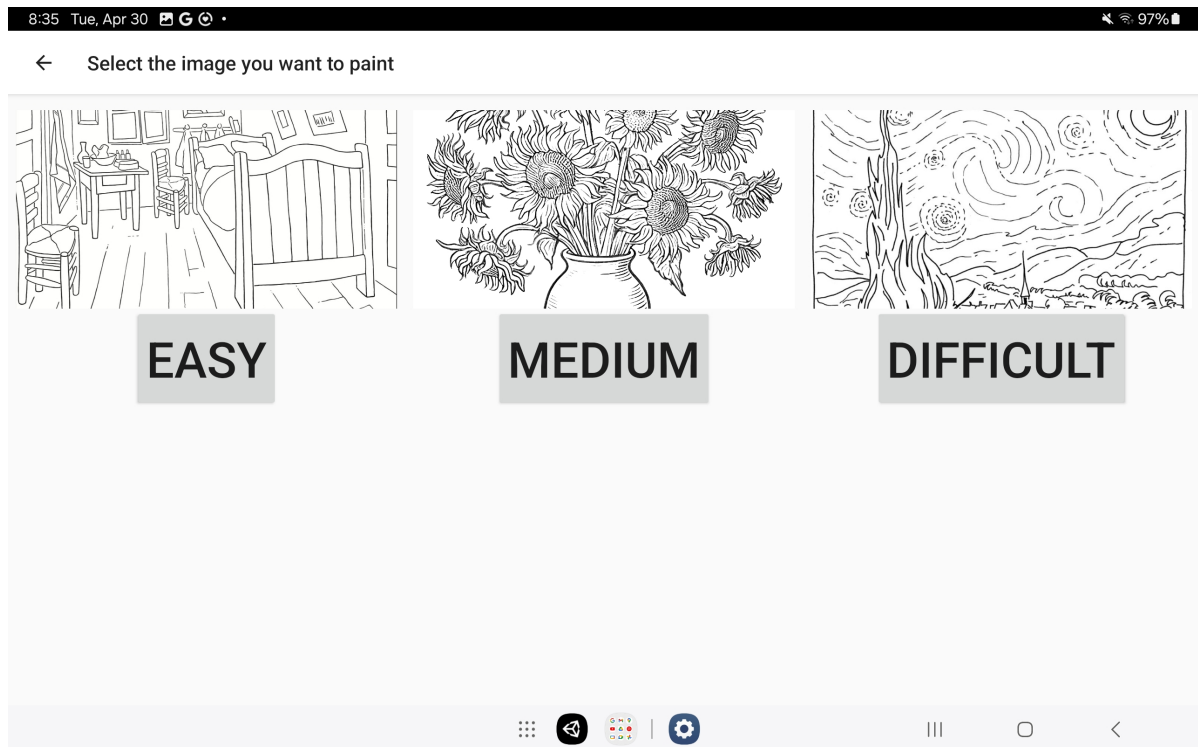 8:35 Tue, Apr 30 97%
Select the image you want to paint
EASY MEDIUM DIFFICULT